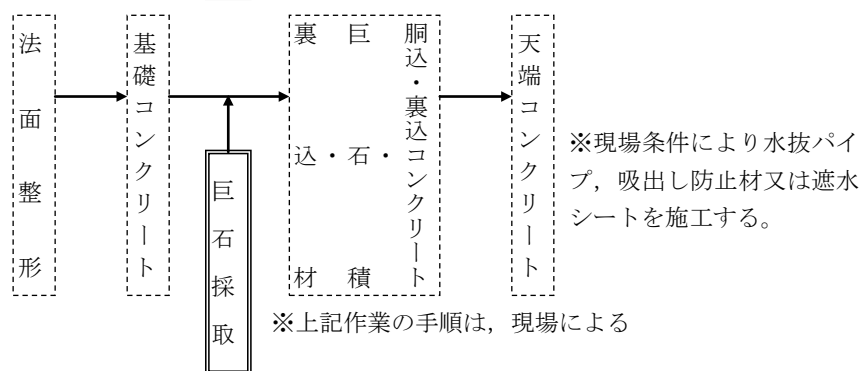 法面整形
基礎コンクリート
巨石採取
胴込・裏込コンクリート・
巨石積・
裏込材
天端コンクリート
※現場条件により水抜パイ
プ，吸出し防止材又は遮水
シートを施工する。
※上記作業の手順は，現場による